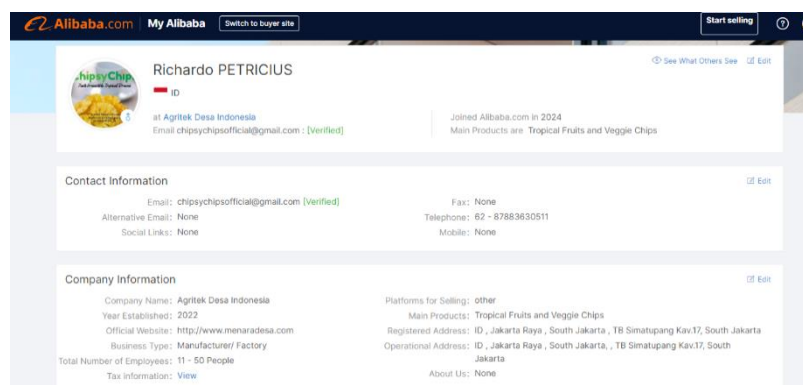 Alibaba.com My Alibaba Switch to buyer site Start selling
hipsyChip
Richardo PETRICIUS
See What Others See Edit
ID
at Agritek Desa Indonesia
Joined Alibaba.com in 2024
Email chipsychipsofficial@gmail.com : [Verified]
Main Products are Tropical Fruits and Veggie Chips
Contact Information Edit
Email: chipsychipsofficial@gmail.com [Verified] Fax: None
Alternative Email: None Telephone: 62 - 87883630511
Social Links: None Mobile: None
Company Information Edit
Company Name: Agritek Desa Indonesia Platforms for Selling: other
Year Established: 2022 Main Products: Tropical Fruits and Veggie Chips
Official Website: http://www.menaradesa.com Registered Address: ID , Jakarta Raya , South Jakarta , TB Simatupang Kav.17, South Jakarta
Business Type: Manufacturer/ Factory Operational Address: ID , Jakarta Raya , South Jakarta, , TB Simatupang Kav.17, South
Jakarta
Total Number of Employees: 11 - 50 People
Tax Information: View About Us: None